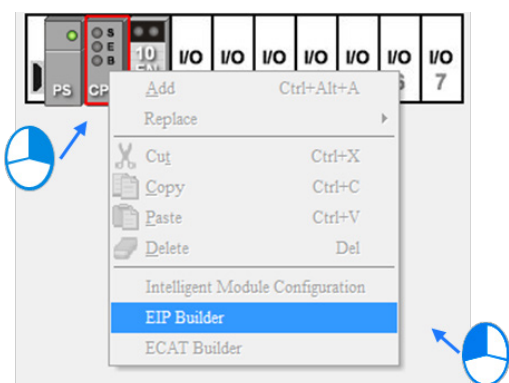 S
E
B
10
I/O I/O I/O I/O I/O I/O I/O
PS
7
Add Ctrl+Alt+A
Replace
Cut Ctrl+X
Copy Ctrl+C
Paste Ctrl+V
Delete Del
Intelligent Module Configuration
EIP Builder
ECAT Builder